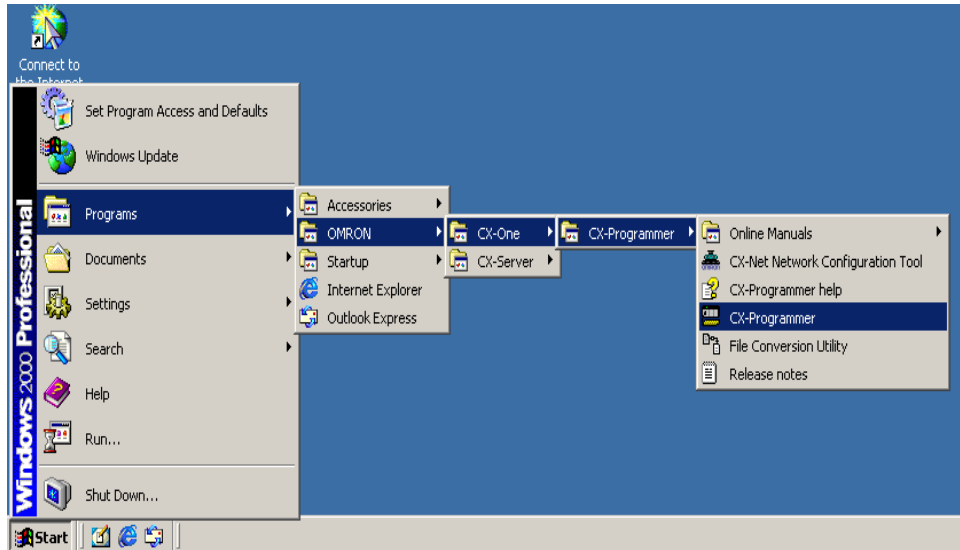 Connect to
the Internet
Set Program Access and Defaults
Windows Update
Programs
Documents
Settings
Search
Help
Run...
Shut Down...
Windows 2000 Professional
Accessories
OMRON
Startup
Internet Explorer
Outlook Express
CX-One
CX-Server
CX-Programmer
Online Manuals
CX-Net Network Configuration Tool
CX-Programmer help
CX-Programmer
File Conversion Utility
Release notes
Start